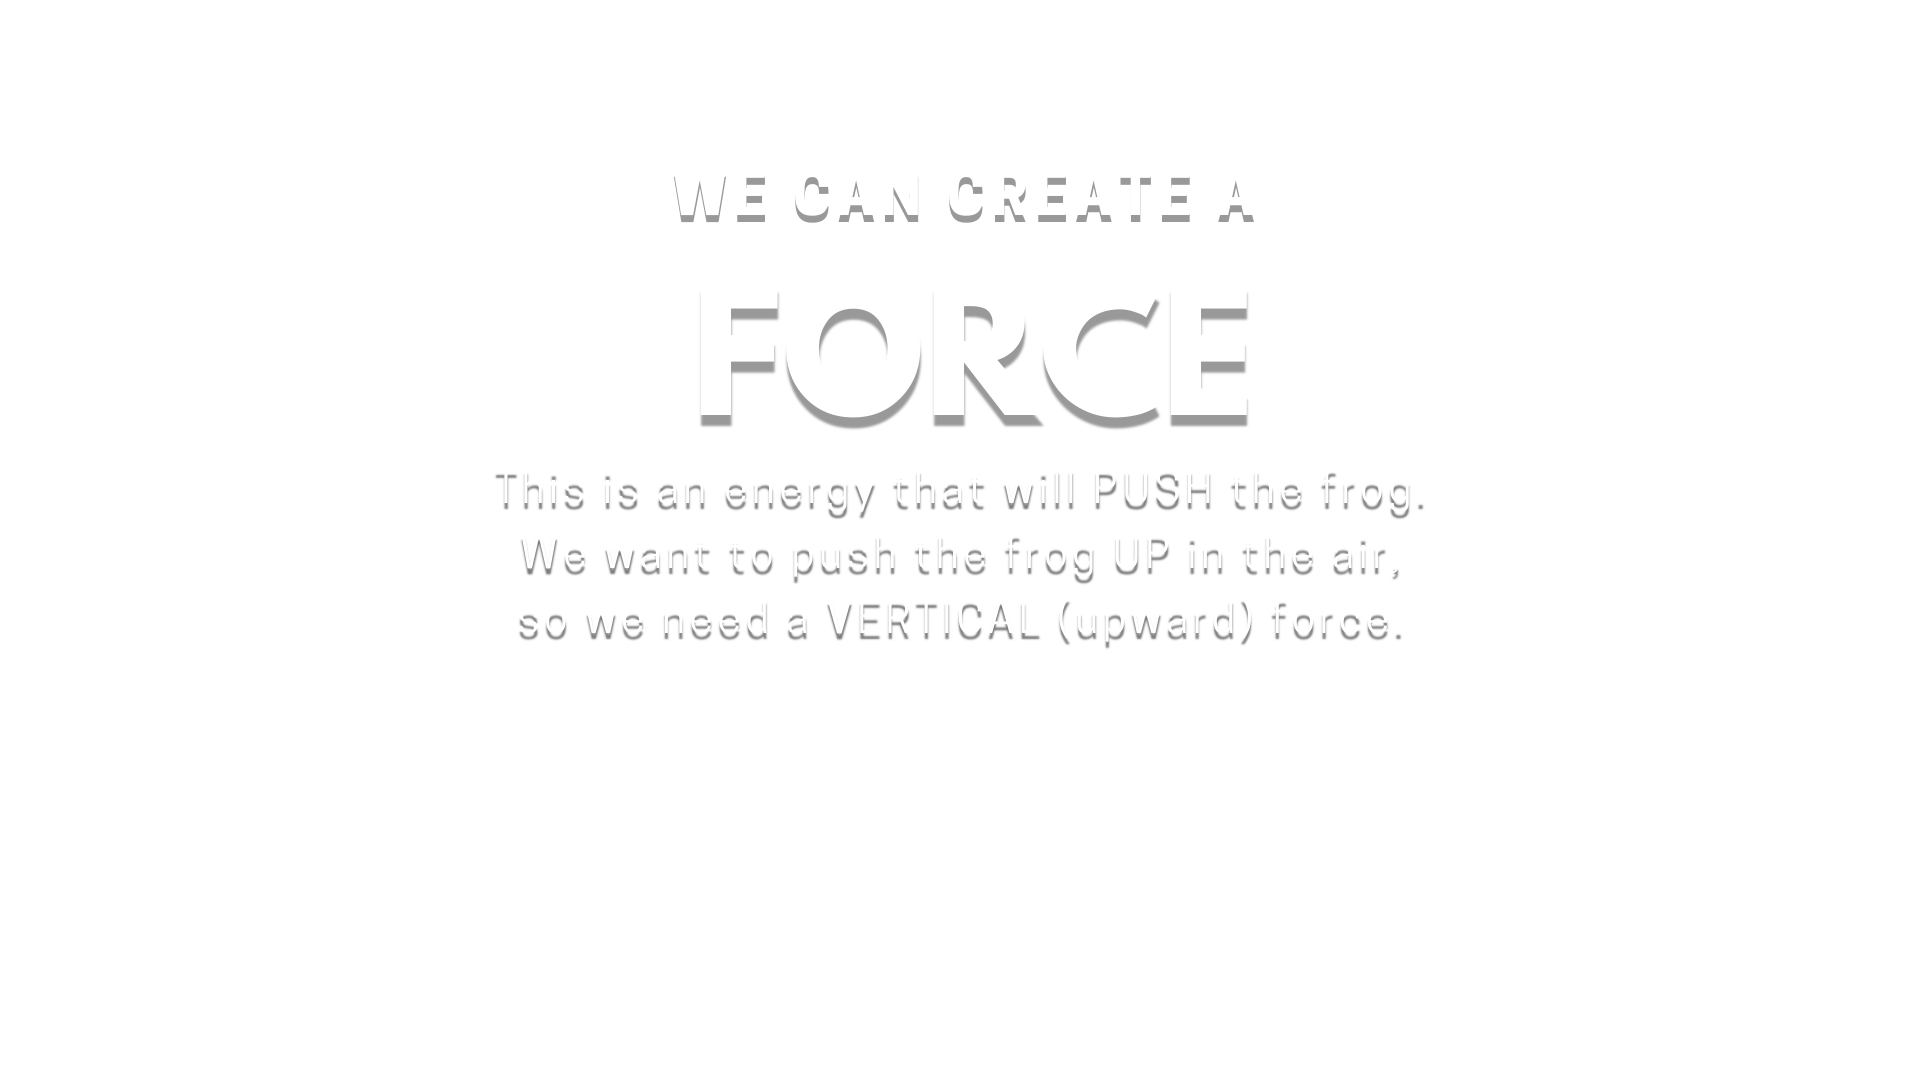 WE CAN CREATE A
FORCE
This is an energy that will PUSH the frog.
We want to push the frog UP in the air,
so we need a VERTICAL (upward) force.